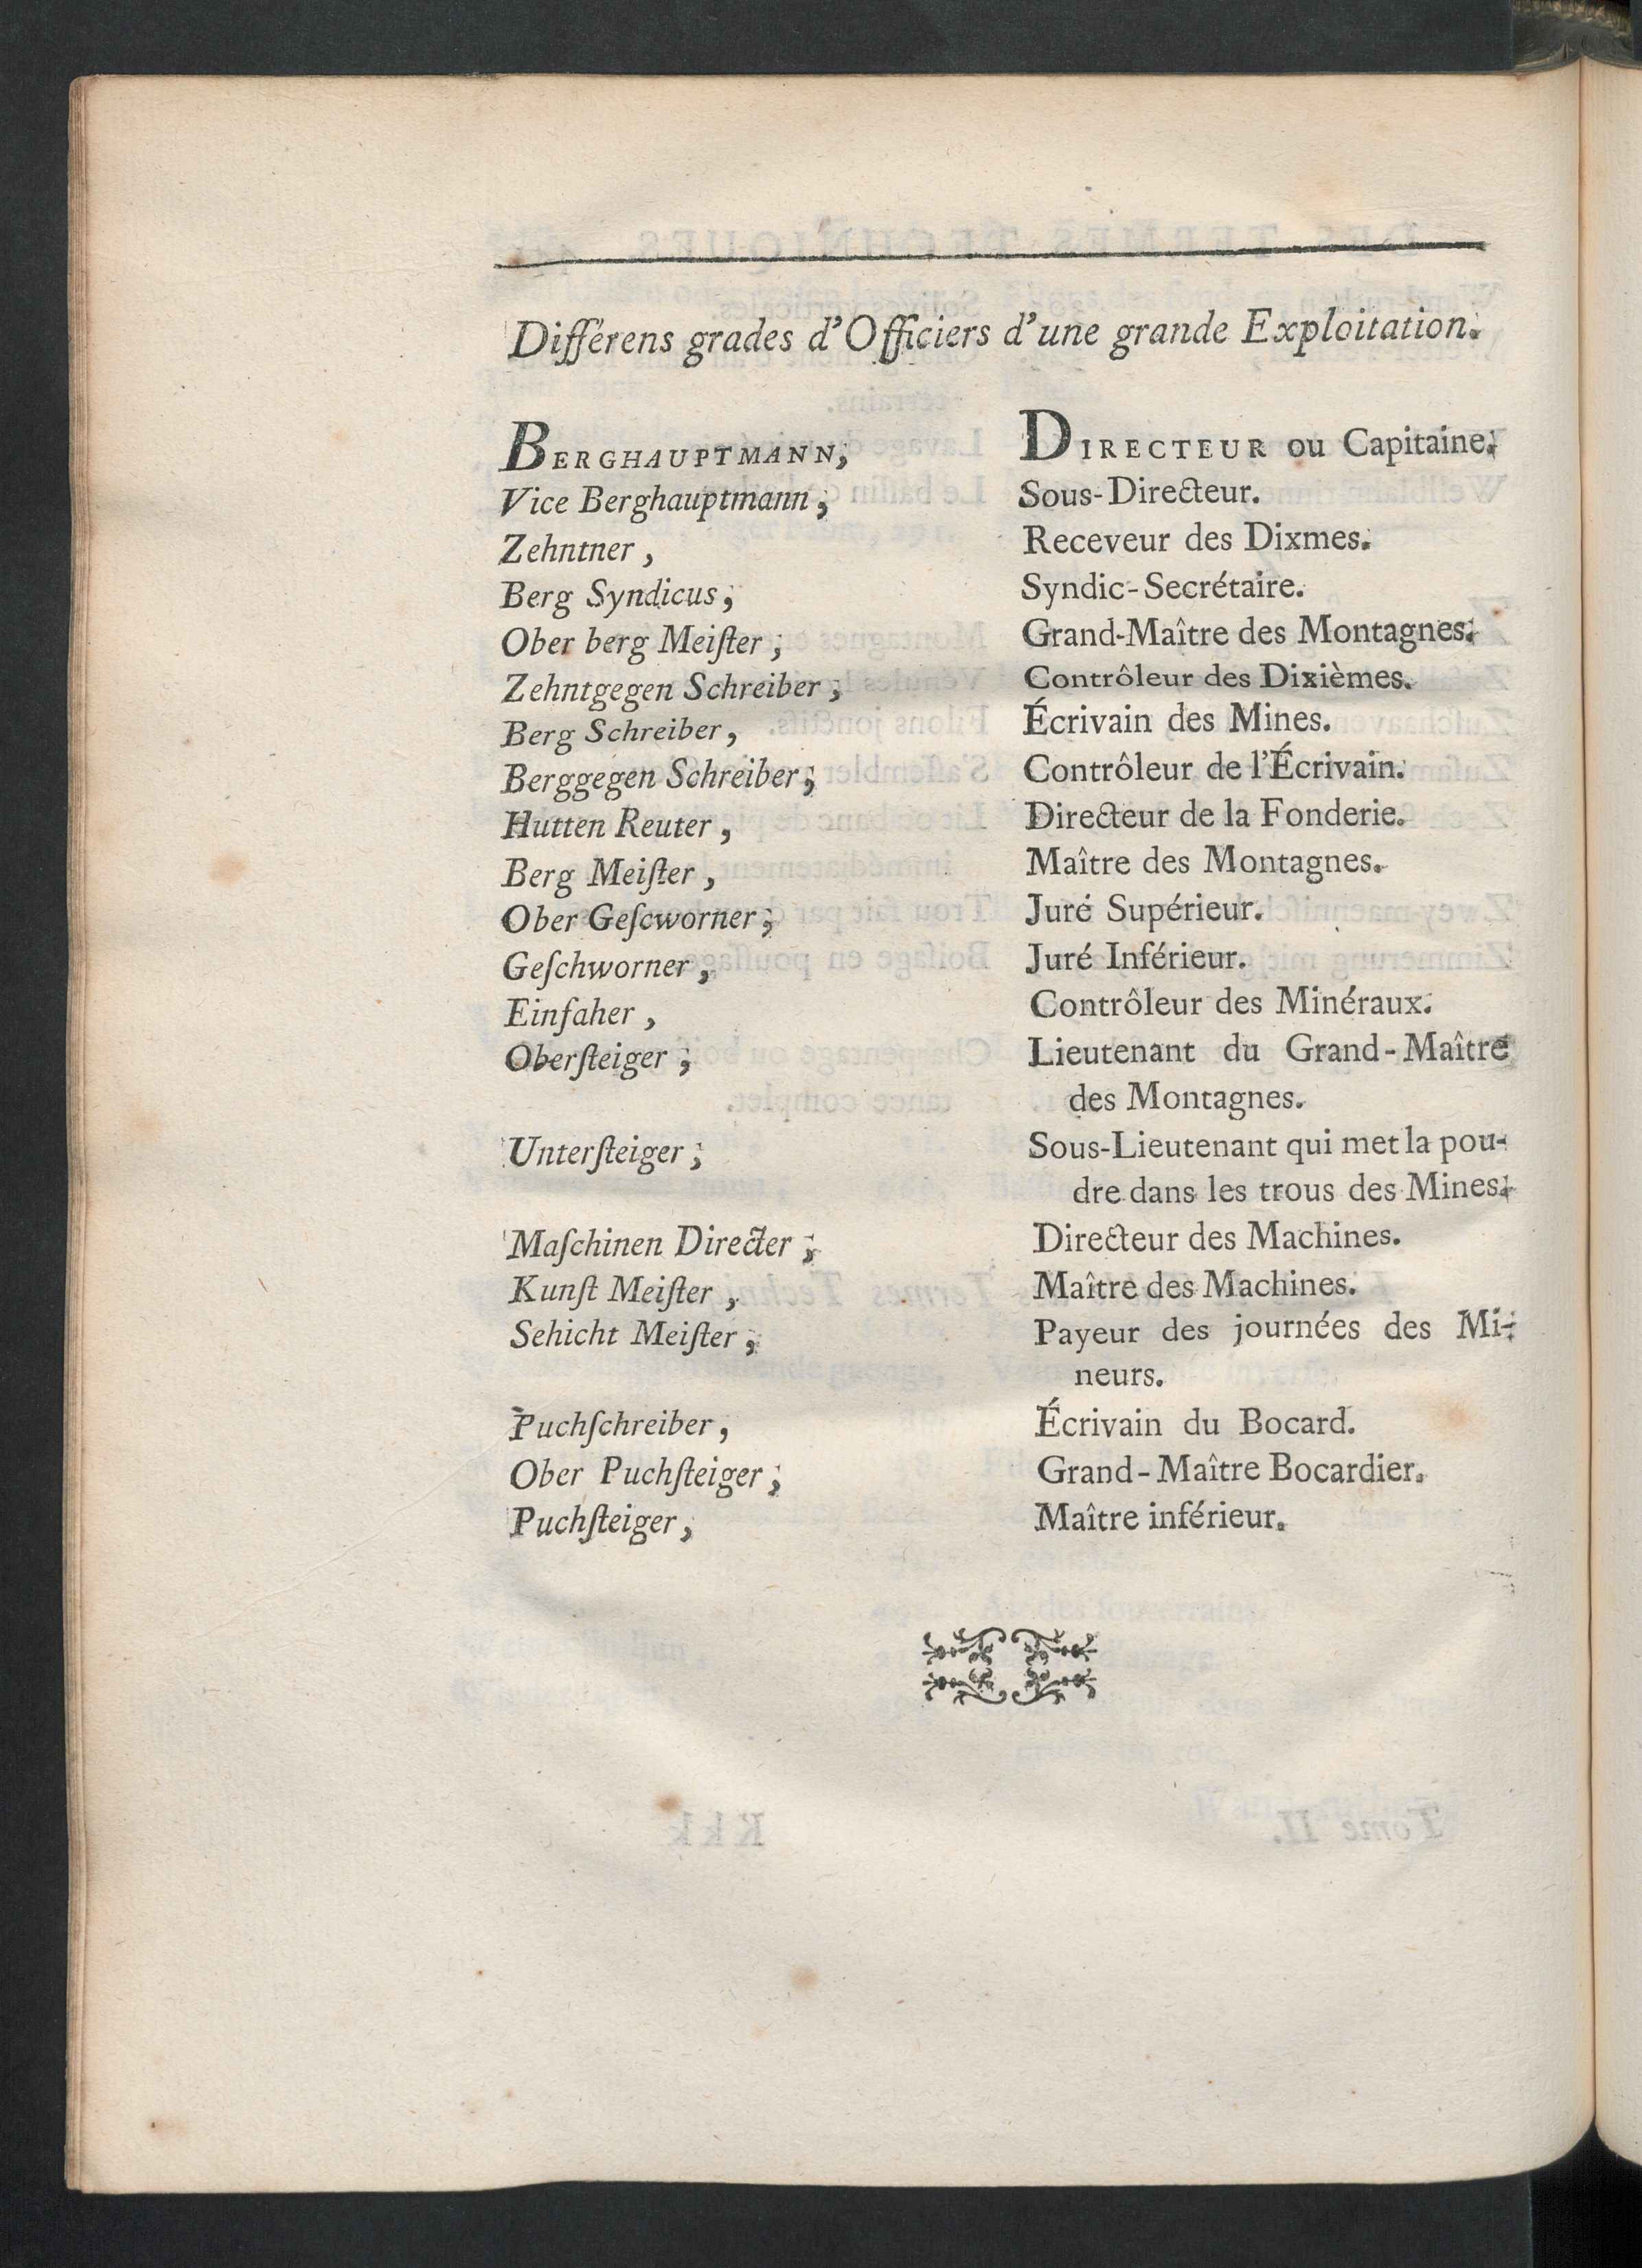 Différens grades d'Officiers d'une grande Exploitation.
BERGHAUPTMANN, DIRECTEUR ou Capitaine.
Vice Berghauptmann, Sous-Directeur.
Zehntner, Receveur des Dixmes.
Berg Syndicus, Syndic-Secrétaire.
Ober berg Meiſter, Grand-Maître des Montagnes.
Zehntgegen Schreiber, Contrôleur des Dixièmes.
Berg Schreiber, Écrivain des Mines.
Berggegen Schreiber, Contrôleur de l'Écrivain.
Hutten Reuter, Directeur de la Fonderie.
Berg Meiſter, Maître des Montagnes.
Ober Geſcworner, Juré Supérieur.
Geſchworner, Juré Inférieur.
Einfaher, Contrôleur des Minéraux.
Oberſteiger, Lieutenant du Grand-Maître
des Montagnes.
Unterſteiger, Sous-Lieutenant qui met la pou-
dre dans les trous des Mines.
Maſchinen Directer, Directeur des Machines.
Kunſt Meiſter, Maître des Machines.
Sehicht Meiſter, Payeur des journées des Mi-
neurs.
Puchſchreiber, Écrivain du Bocard.
Ober Puchſteiger, Grand-Maître Bocardier.
Puchſteiger, Maître inférieur.